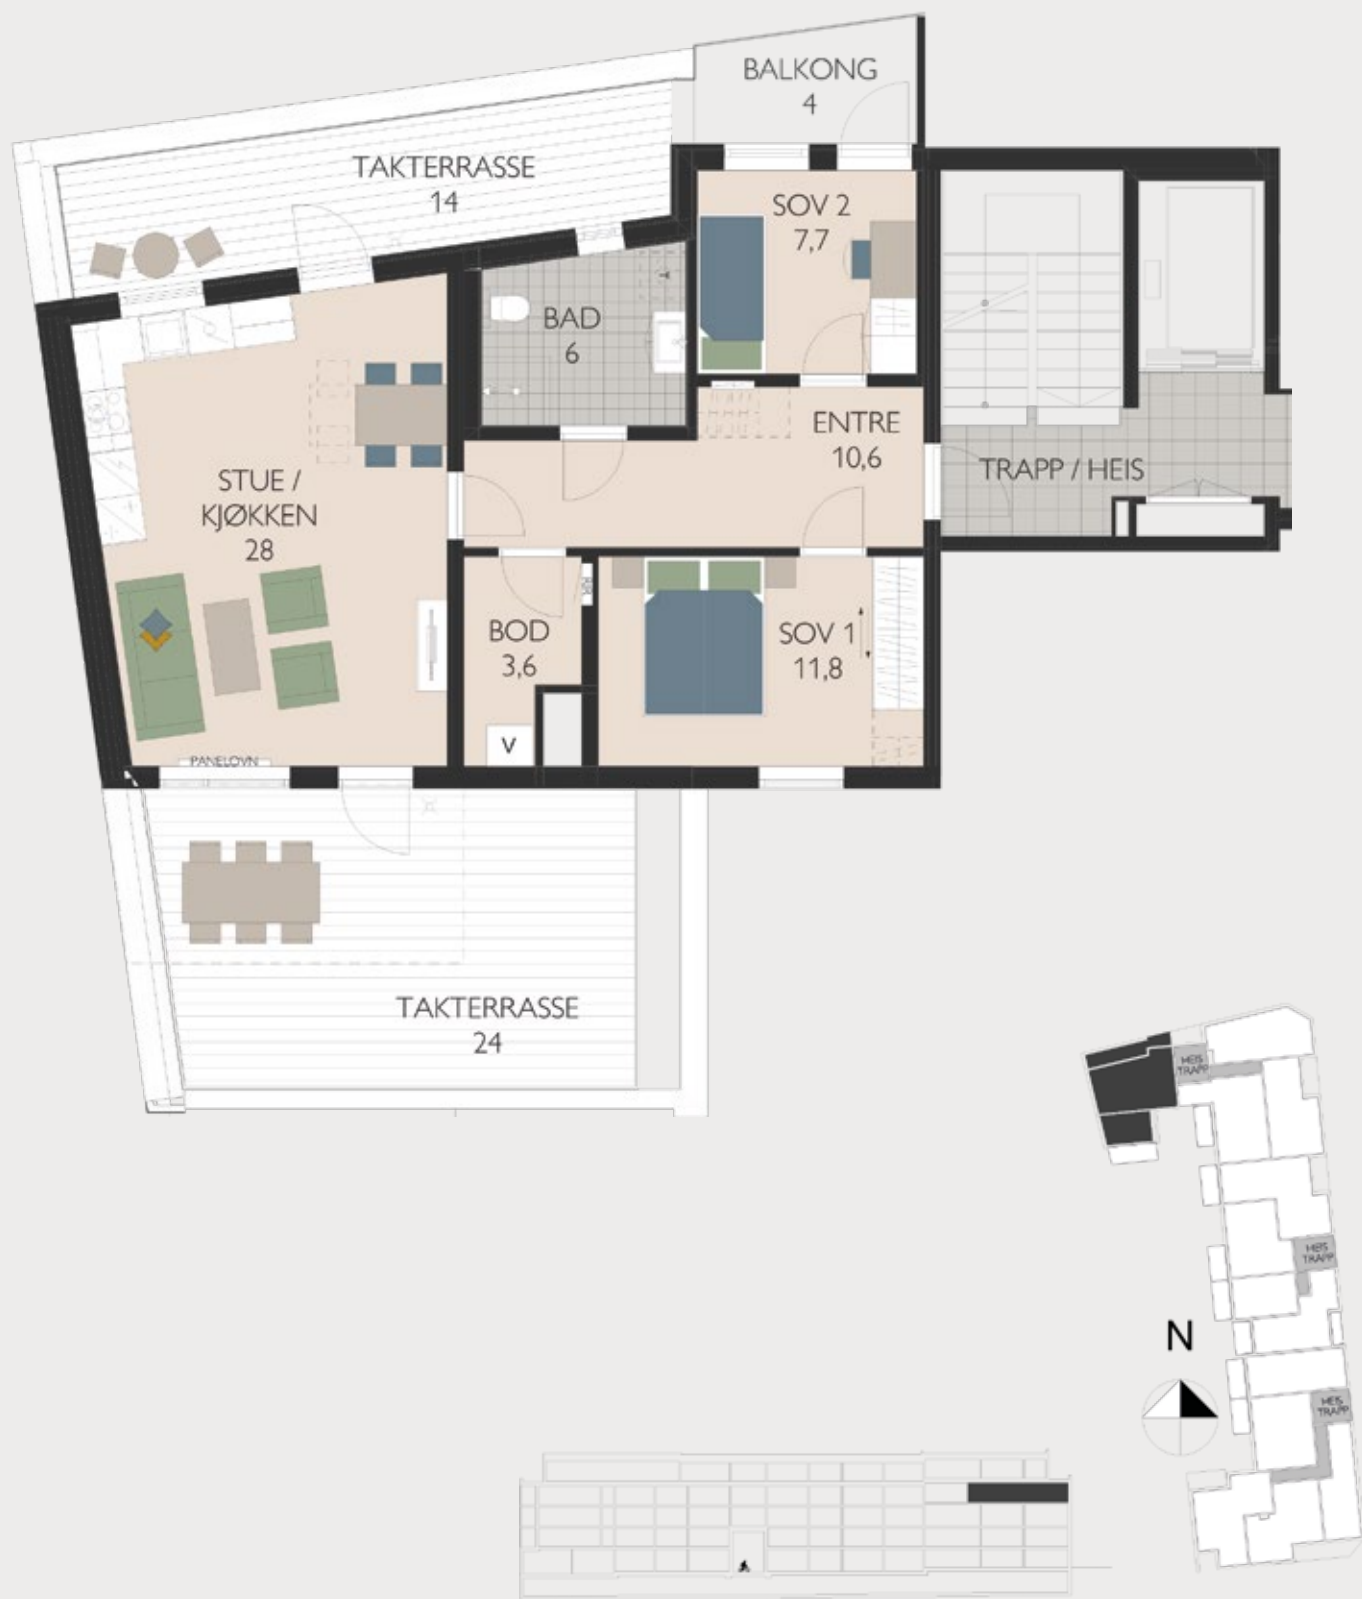 BALKONG
4
TAKTERRASSE
14
SOV 2
7,7
BAD
6
ENTRE
10,6
TRAPP / HEIS
STUE /
KJØKKEN
28
BOD
3,6
SOV 1
11,8
V
PANELOVN
TAKTERRASSE
24
HEIS
TRAPP
HEIS
TRAPP
N
HEIS
TRAPP